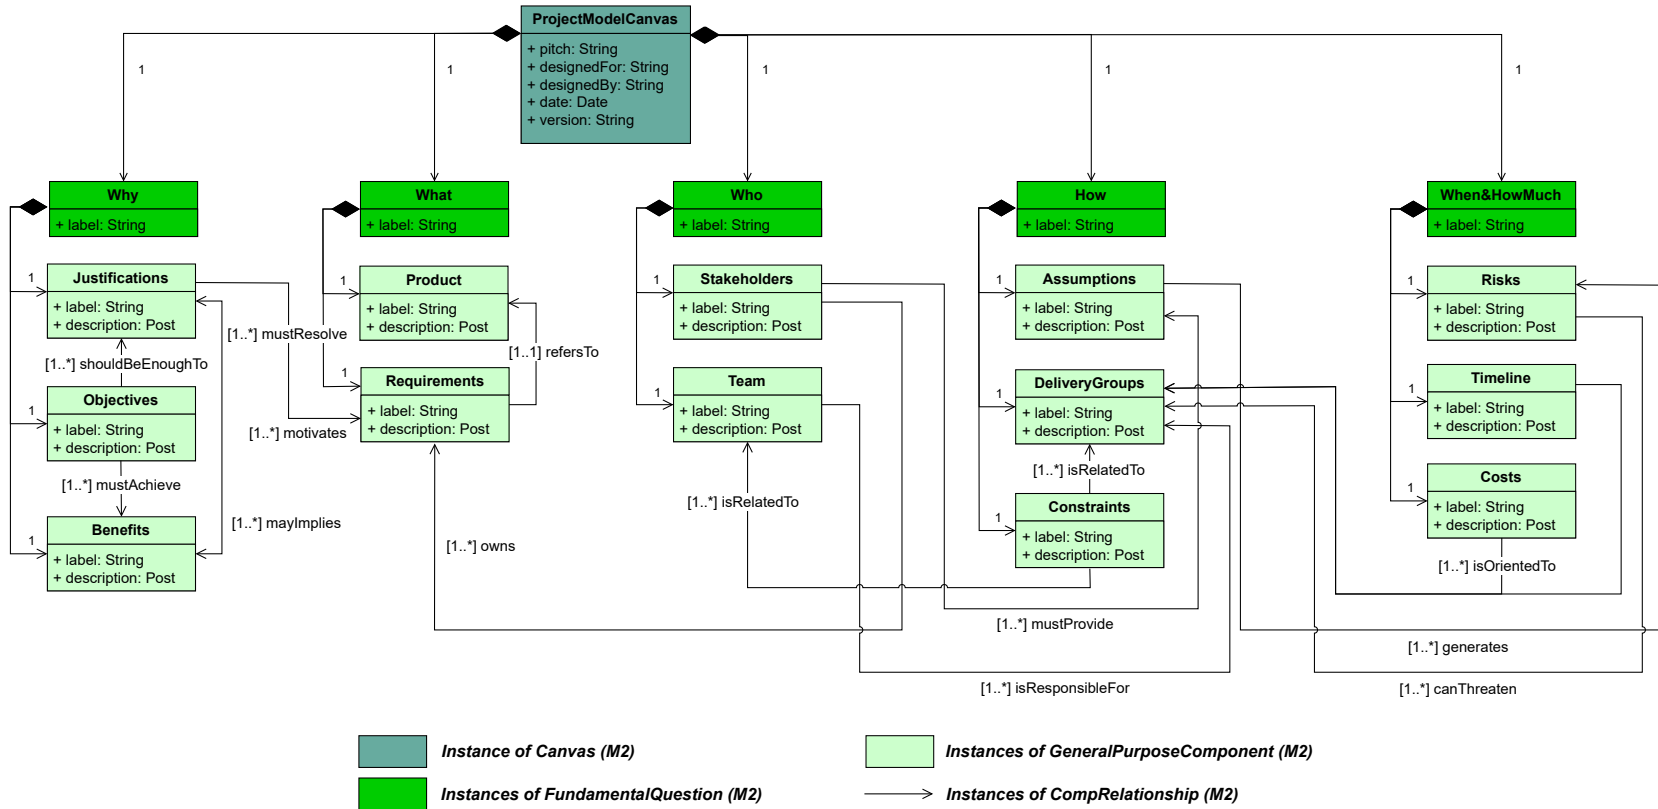 ProjectModelCanvas
+ pitch: String
+ designedFor: String
+ designedBy: String
+ date: Date
+ version: String
1
1
1
1
1
Why
+ label: String
What
+ label: String
Who
+ label: String
How
+ label: String
When&HowMuch
+ label: String
1
Justifications
+ label: String
+ description: Post
[1..*] shouldBeEnoughTo
1
Objectives
+ label: String
+ description: Post
[1..*] mustAchieve
1
Benefits
+ label: String
+ description: Post
[1..*] mustResolve
[1..*] motivates
[1..*] mayImplies
1
Product
+ label: String
+ description: Post
[1..1] refersTo
1
Requirements
+ label: String
+ description: Post
[1..*] owns
1
Stakeholders
+ label: String
+ description: Post
1
Team
+ label: String
+ description: Post
[1..*] isRelatedTo
1
Assumptions
+ label: String
+ description: Post
1
DeliveryGroups
+ label: String
+ description: Post
[1..*] isRelatedTo
1
Constraints
+ label: String
+ description: Post
[1..*] mustProvide
[1..*] isResponsibleFor
1
Risks
+ label: String
+ description: Post
1
Timeline
+ label: String
+ description: Post
1
Costs
+ label: String
+ description: Post
[1..*] isOrientedTo
[1..*] generates
[1..*] canThreaten
Instance of Canvas (M2)
Instances of GeneralPurposeComponent (M2)
Instances of FundamentalQuestion (M2)
Instances of CompRelationship (M2)